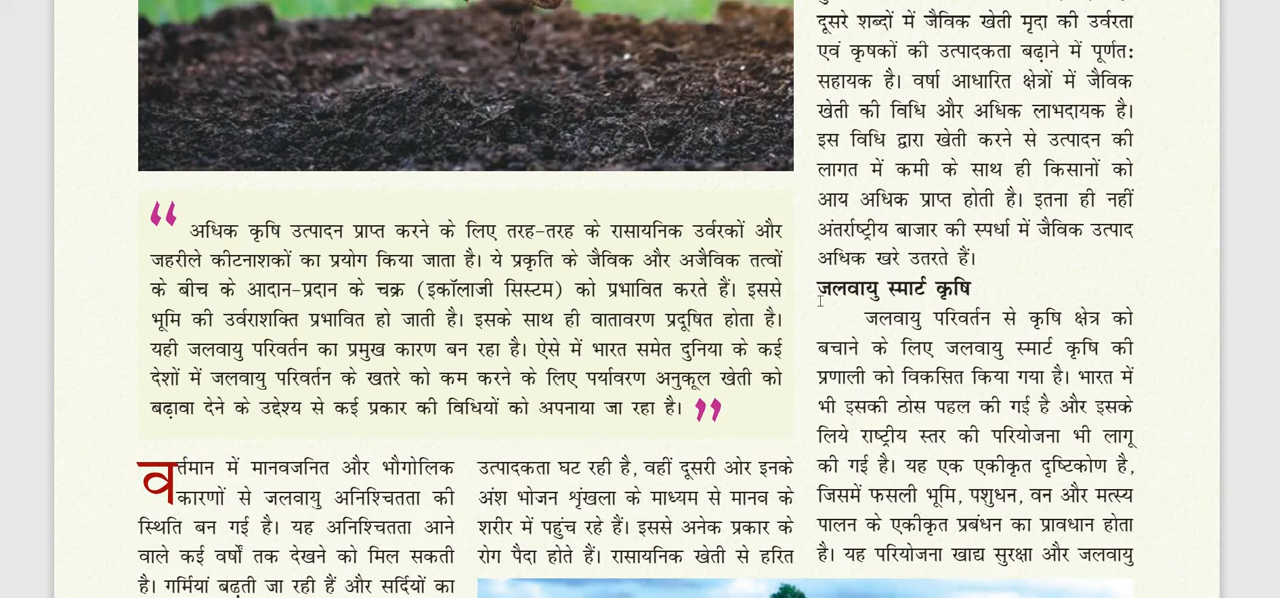 “ अधिक कृषि उत्पादन प्राप्त करने के लिए तरह-तरह के रासायनिक उर्वरकों और
जहरीले कीटनाशकों का प्रयोग किया जाता है। ये प्रकृति के जैविक और अजैविक तत्वों
के बीच के आदान-प्रदान के चक्र (इकॉलाजी सिस्टम) को प्रभावित करते हैं। इससे
भूमि की उर्वराशक्ति प्रभावित हो जाती है। इसके साथ ही वातावरण प्रदूषित होता है।
यही जलवायु परिवर्तन का प्रमुख कारण बन रहा है। ऐसे में भारत समेत दुनिया के कई
देशों में जलवायु परिवर्तन के खतरे को कम करने के लिए पर्यावरण अनुकूल खेती को
बढ़ावा देने के उद्देश्य से कई प्रकार की विधियों को अपनाया जा रहा है। ”
वर्तमान में मानवजनित और भौगोलिक
कारणों से जलवायु अनिश्चितता की
स्थिति बन गई है। यह अनिश्चितता आने
वाले कई वर्षों तक देखने को मिल सकती
है। गर्मियां बढ़ती जा रही हैं और सर्दियों का
उत्पादकता घट रही है, वहीं दूसरी ओर इनके
अंश भोजन शृंखला के माध्यम से मानव के
शरीर में पहुंच रहे हैं। इससे अनेक प्रकार के
रोग पैदा होते हैं। रासायनिक खेती से हरित
दूसरे शब्दों में जैविक खेती मृदा की उर्वरता
एवं कृषकों की उत्पादकता बढ़ाने में पूर्णत:
सहायक है। वर्षा आधारित क्षेत्रों में जैविक
खेती की विधि और अधिक लाभदायक है।
इस विधि द्वारा खेती करने से उत्पादन की
लागत में कमी के साथ ही किसानों को
आय अधिक प्राप्त होती है। इतना ही नहीं
अंतर्राष्ट्रीय बाजार की स्पर्धा में जैविक उत्पाद
अधिक खरे उतरते हैं।
जलवायु स्मार्ट कृषि
जलवायु परिवर्तन से कृषि क्षेत्र को
बचाने के लिए जलवायु स्मार्ट कृषि की
प्रणाली को विकसित किया गया है। भारत में
भी इसकी ठोस पहल की गई है और इसके
लिये राष्ट्रीय स्तर की परियोजना भी लागू
की गई है। यह एक एकीकृत दृष्टिकोण है,
जिसमें फसली भूमि, पशुधन, वन और मत्स्य
पालन के एकीकृत प्रबंधन का प्रावधान होता
है। यह परियोजना खाद्य सुरक्षा और जलवायु